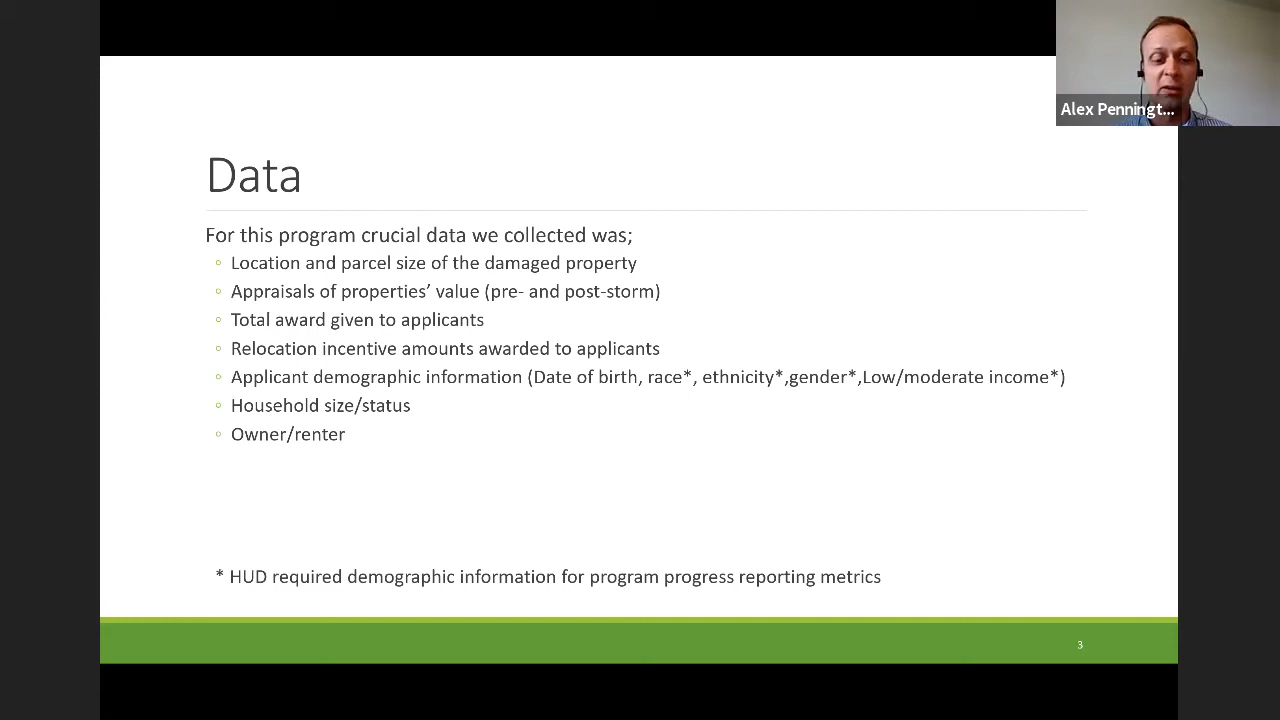 Alex Penningt...
Data
For this program crucial data we collected was;
◦ Location and parcel size of the damaged property
◦ Appraisals of properties’ value (pre- and post-storm)
◦ Total award given to applicants
◦ Relocation incentive amounts awarded to applicants
◦ Applicant demographic information (Date of birth, race*, ethnicity*,gender*,Low/moderate income*)
◦ Household size/status
◦ Owner/renter
* HUD required demographic information for program progress reporting metrics
3